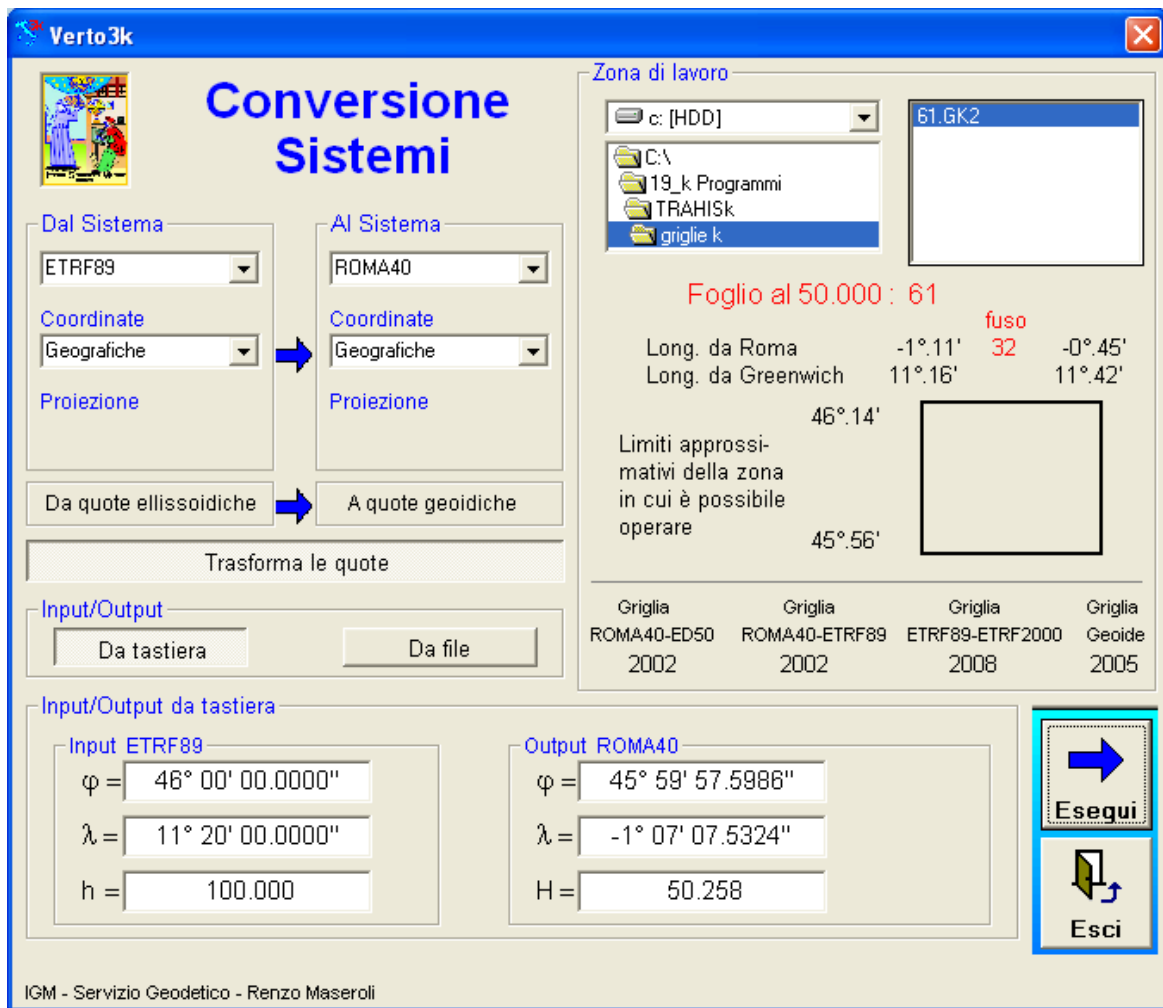 Verto3k
Conversione
Sistemi
Dal Sistema
ETRF89
Coordinate
Geografiche
Proiezione
Al Sistema
ROMA40
Coordinate
Geografiche
Proiezione
Da quote ellissoidiche
A quote geoidiche
Trasforma le quote
Input/Output
Da tastiera
Da file
Zona di lavoro
c: [HDD]
C:\
19_k Programmi
TRAHISk
griglie k
61.GK2
Foglio al 50.000 : 61
fuso
Long. da Roma -1°.11' 32 -0°.45'
Long. da Greenwich 11°.16' 11°.42'
46°.14'
Limiti approssi-
mativi della zona
in cui è possibile
operare
45°.56'
Griglia Griglia Griglia Griglia
ROMA40-ED50 ROMA40-ETRF89 ETRF89-ETRF2000 Geoide
2002 2002 2008 2005
Input/Output da tastiera
Input ETRF89
φ = 46° 00' 00.0000"
λ = 11° 20' 00.0000"
h = 100.000
Output ROMA40
φ = 45° 59' 57.5986"
λ = -1° 07' 07.5324"
H = 50.258
Esegui
Esci
IGM - Servizio Geodetico - Renzo Maseroli